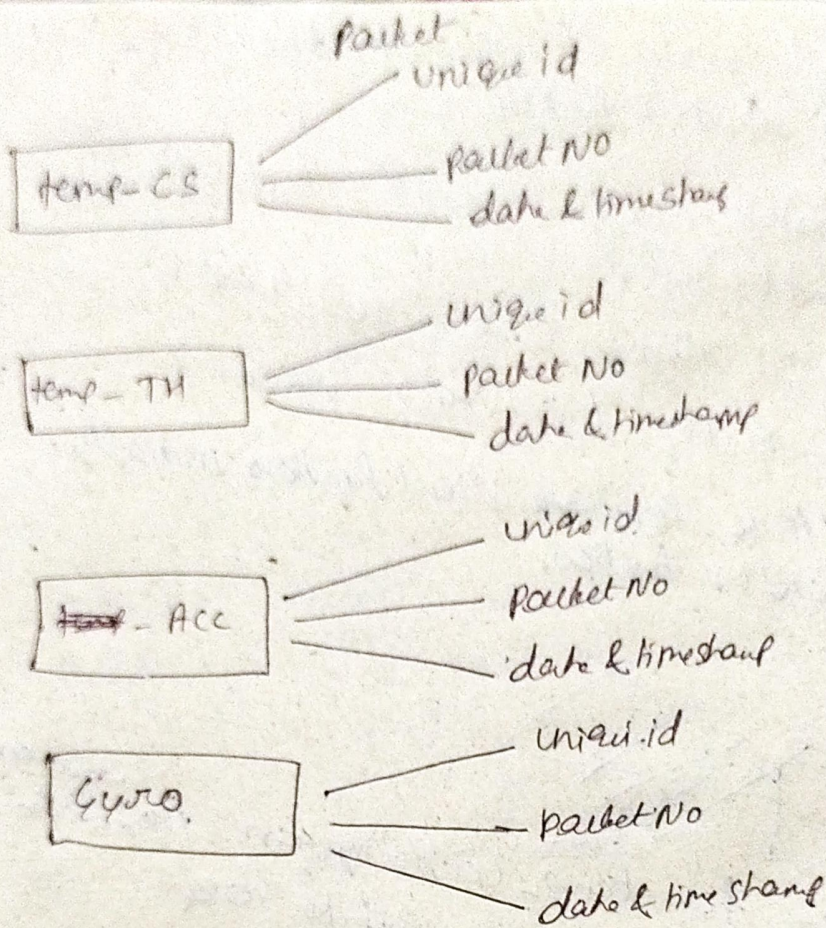 Packet
unique id
temp-CS
packet No
date & timestamp
unique id
temp-TH
packet No
date & timestamp
unique id
- ACC
packet No
date & timestamp
uniqui.id
Gyro
packet No
date & time stamp